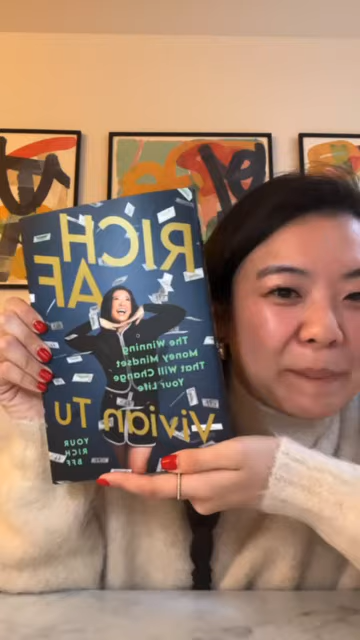 RICH
AF
The Winning
Money Mindset
That Will Change
Your Life
Vivian Tu
YOUR
RICH
BFF